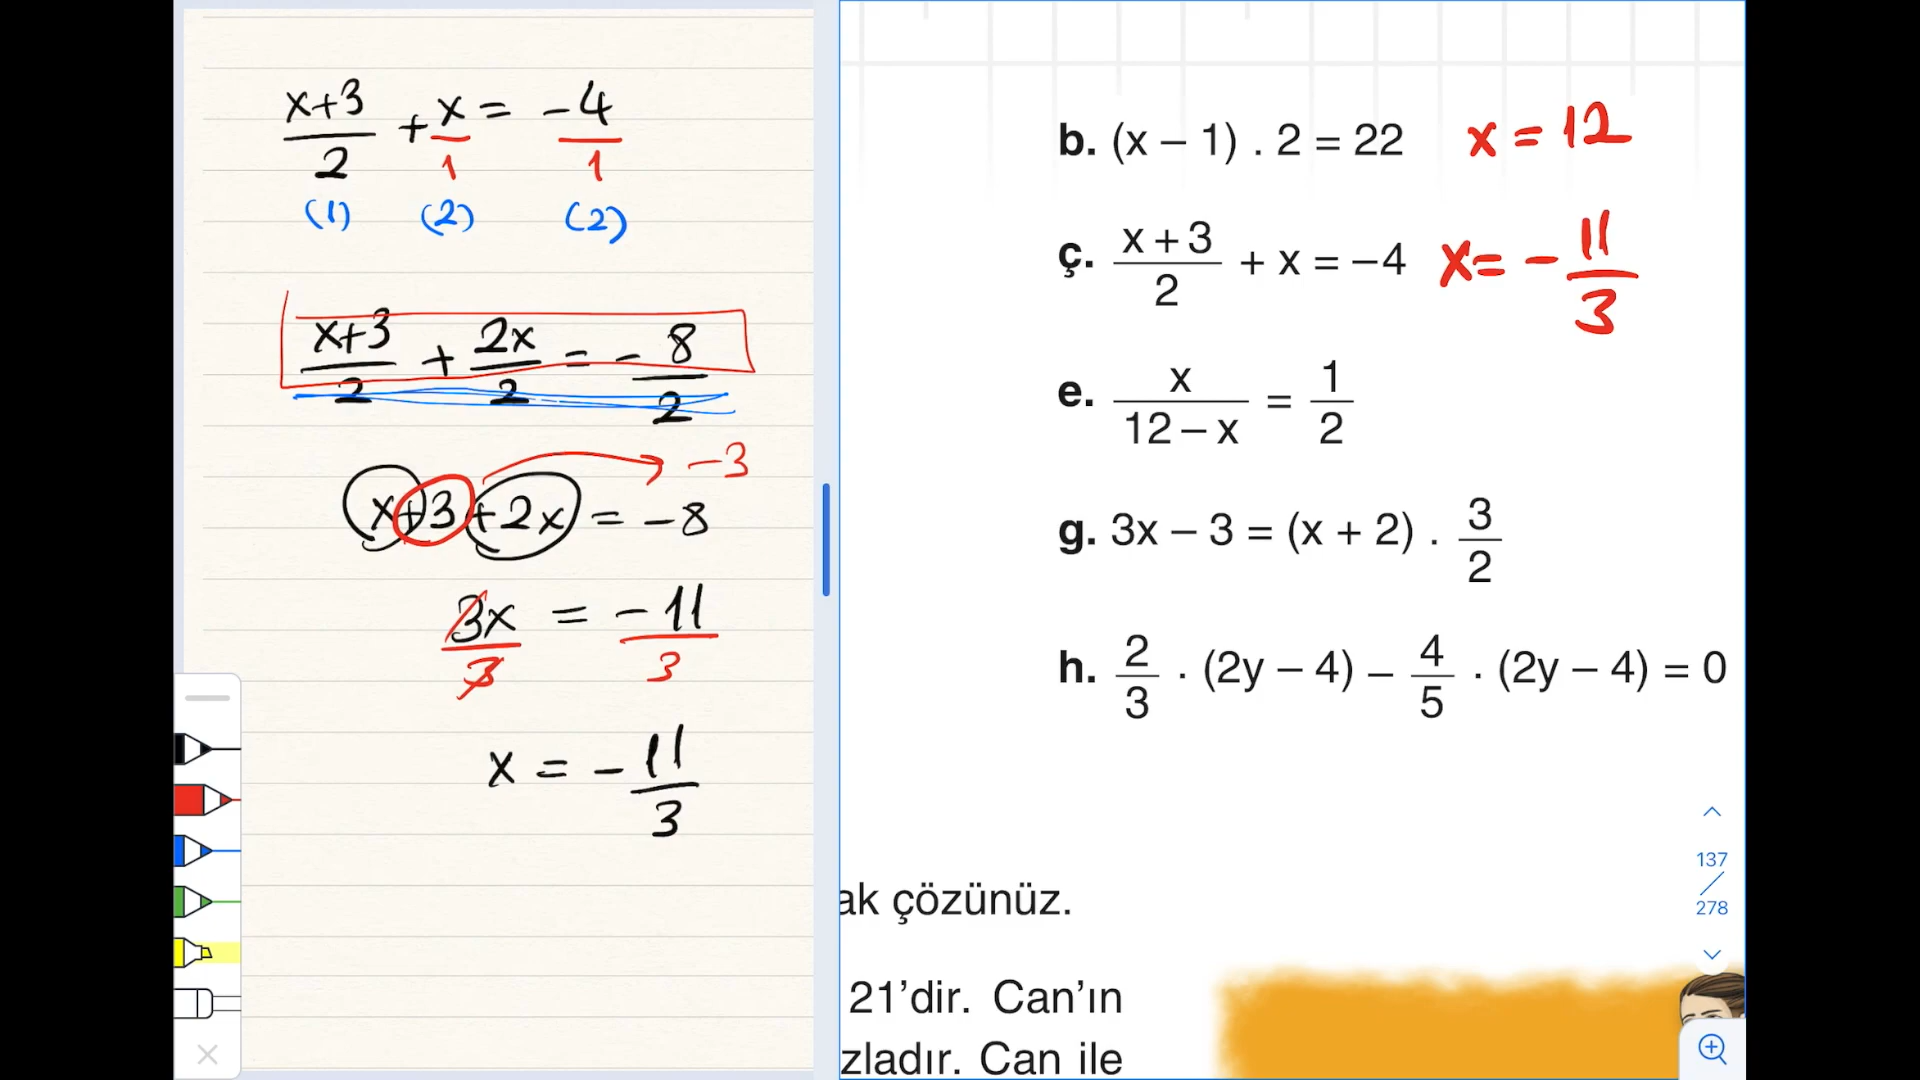 x+3/2 + x/1 = -4/1
(1) (2) (2)
x+3/2 + 2x/2 = - 8/2
-3
x+3+2x = -8
3x/3 = -11/3
x = - 11/3
b. (x – 1) . 2 = 22 x = 12
ç. x + 3/2 + x = –4 x = - 11/3
e. x/12 – x = 1/2
g. 3x – 3 = (x + 2) . 3/2
h. 2/3 . (2y – 4) – 4/5 . (2y – 4) = 0
137/278
ak çözünüz.
21’dir. Can’ın
zladır. Can ile